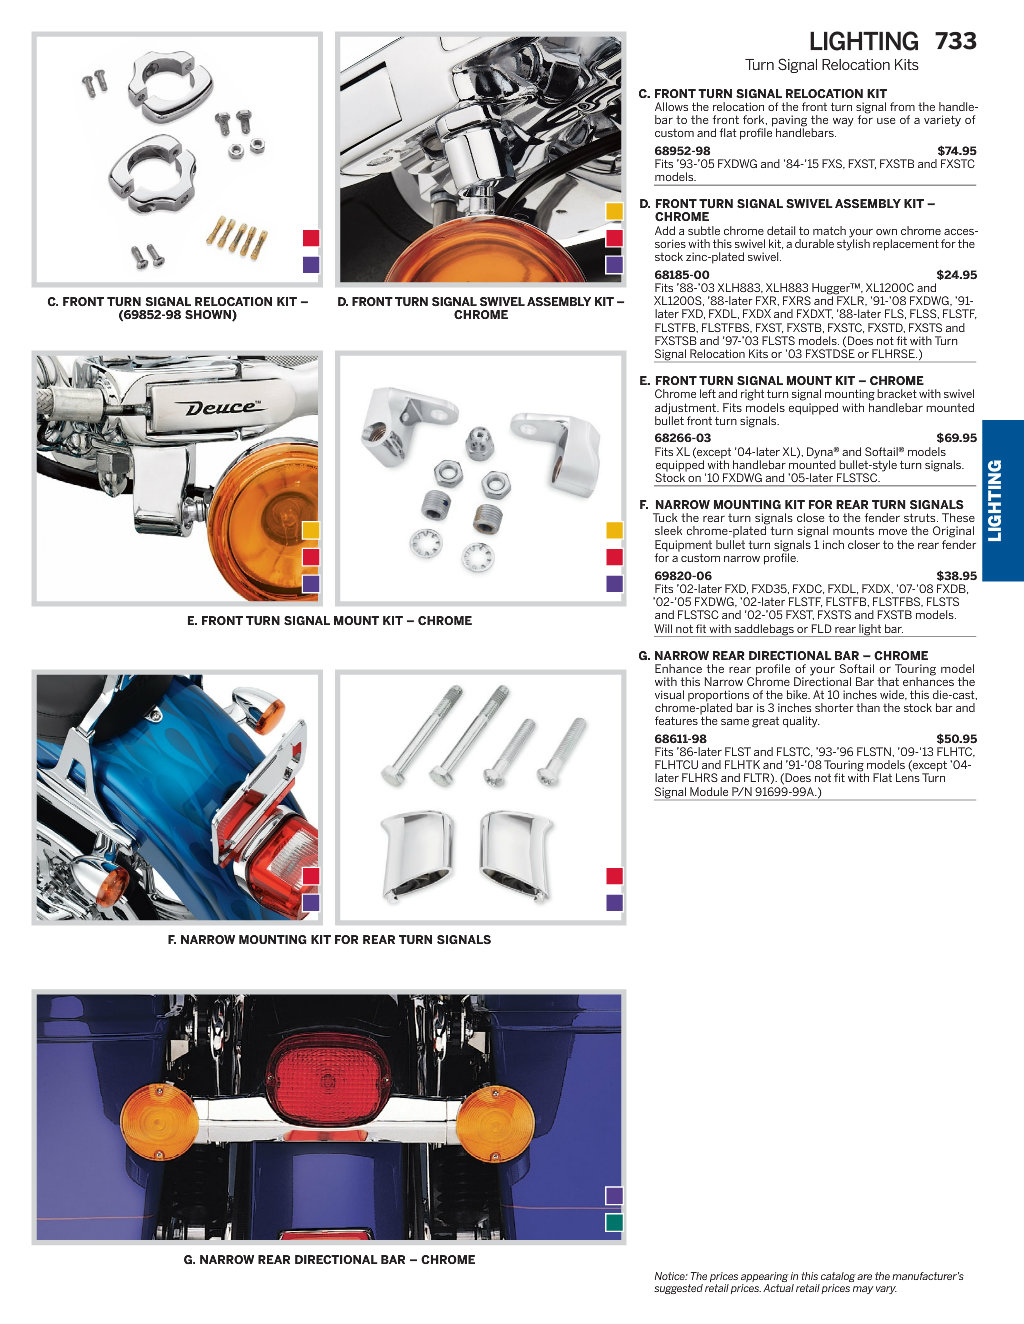 LIGHTING 733
Turn Signal Relocation Kits
C. FRONT TURN SIGNAL RELOCATION KIT
Allows the relocation of the front turn signal from the handle-
bar to the front fork, paving the way for use of a variety of
custom and flat profile handlebars.
68952-98 $74.95
Fits '93-'05 FXDWG and '84-'15 FXS, FXST, FXSTB and FXSTC
models.
D. FRONT TURN SIGNAL SWIVEL ASSEMBLY KIT –
CHROME
Add a subtle chrome detail to match your own chrome acces-
sories with this swivel kit, a durable stylish replacement for the
stock zinc-plated swivel.
68185-00 $24.95
Fits '88-'03 XLH883, XLH883 Hugger™, XL1200C and
XL1200S, '88-later FXR, FXRS and FXLR, '91-'08 FXDWG, '91-
later FXD, FXDL, FXDX and FXDXT, '88-later FLS, FLSS, FLSTF,
FLSTFB, FLSTFBS, FXST, FXSTB, FXSTC, FXSTD, FXSTS and
FXSTSB and '97-'03 FLSTS models. (Does not fit with Turn
Signal Relocation Kits or '03 FXSTDSE or FLHRSE.)
E. FRONT TURN SIGNAL MOUNT KIT – CHROME
Chrome left and right turn signal mounting bracket with swivel
adjustment. Fits models equipped with handlebar mounted
bullet front turn signals.
68266-03 $69.95
Fits XL (except '04-later XL), Dyna® and Softail® models
equipped with handlebar mounted bullet-style turn signals.
Stock on '10 FXDWG and '05-later FLSTSC.
F. NARROW MOUNTING KIT FOR REAR TURN SIGNALS
Tuck the rear turn signals close to the fender struts. These
sleek chrome-plated turn signal mounts move the Original
Equipment bullet turn signals 1 inch closer to the rear fender
for a custom narrow profile.
69820-06 $38.95
Fits '02-later FXD, FXD35, FXDC, FXDL, FXDX, '07-'08 FXDB,
'02-'05 FXDWG, '02-later FLSTF, FLSTFB, FLSTFBS, FLSTS
and FLSTSC and '02-'05 FXST, FXSTS and FXSTB models.
Will not fit with saddlebags or FLD rear light bar.
G. NARROW REAR DIRECTIONAL BAR – CHROME
Enhance the rear profile of your Softail or Touring model
with this Narrow Chrome Directional Bar that enhances the
visual proportions of the bike. At 10 inches wide, this die-cast,
chrome-plated bar is 3 inches shorter than the stock bar and
features the same great quality.
68611-98 $50.95
Fits '86-later FLST and FLSTC, '93-'96 FLSTN, '09-'13 FLHTC,
FLHTCU and FLHTK and '91-'08 Touring models (except '04-
later FLHRS and FLTR). (Does not fit with Flat Lens Turn
Signal Module P/N 91699-99A.)
LIGHTING
C. FRONT TURN SIGNAL RELOCATION KIT –
(69852-98 SHOWN)
D. FRONT TURN SIGNAL SWIVEL ASSEMBLY KIT –
CHROME
Deuce™
E. FRONT TURN SIGNAL MOUNT KIT – CHROME
F. NARROW MOUNTING KIT FOR REAR TURN SIGNALS
G. NARROW REAR DIRECTIONAL BAR – CHROME
Notice: The prices appearing in this catalog are the manufacturer's
suggested retail prices. Actual retail prices may vary.